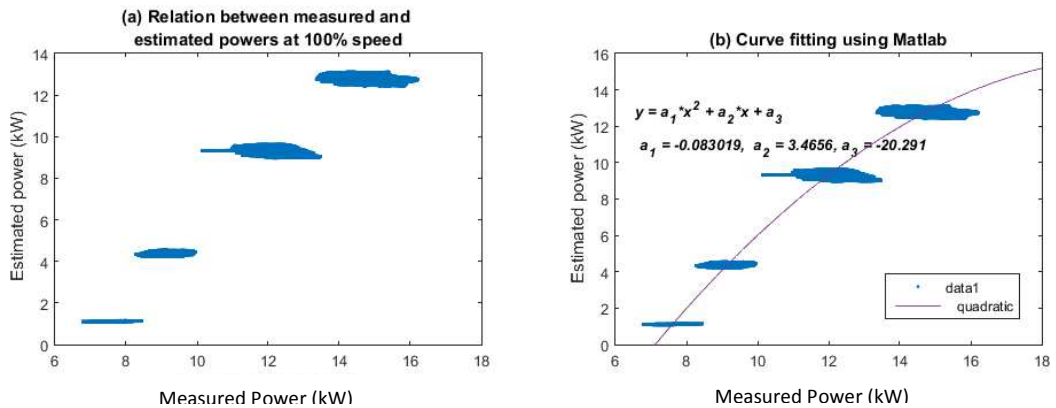 (a) Relation between measured and
estimated powers at 100% speed
14
12
10
8
6
4
2
0
Estimated power (kW)
6 8 10 12 14 16 18
Measured Power (kW)
(b) Curve fitting using Matlab
16
14
12
10
8
6
4
2
0
Estimated power (kW)
y = a₁*x² + a₂*x + a₃
a₁ = -0.083019, a₂ = 3.4656, a₃ = -20.291
data1
quadratic
6 8 10 12 14 16 18
Measured Power (kW)